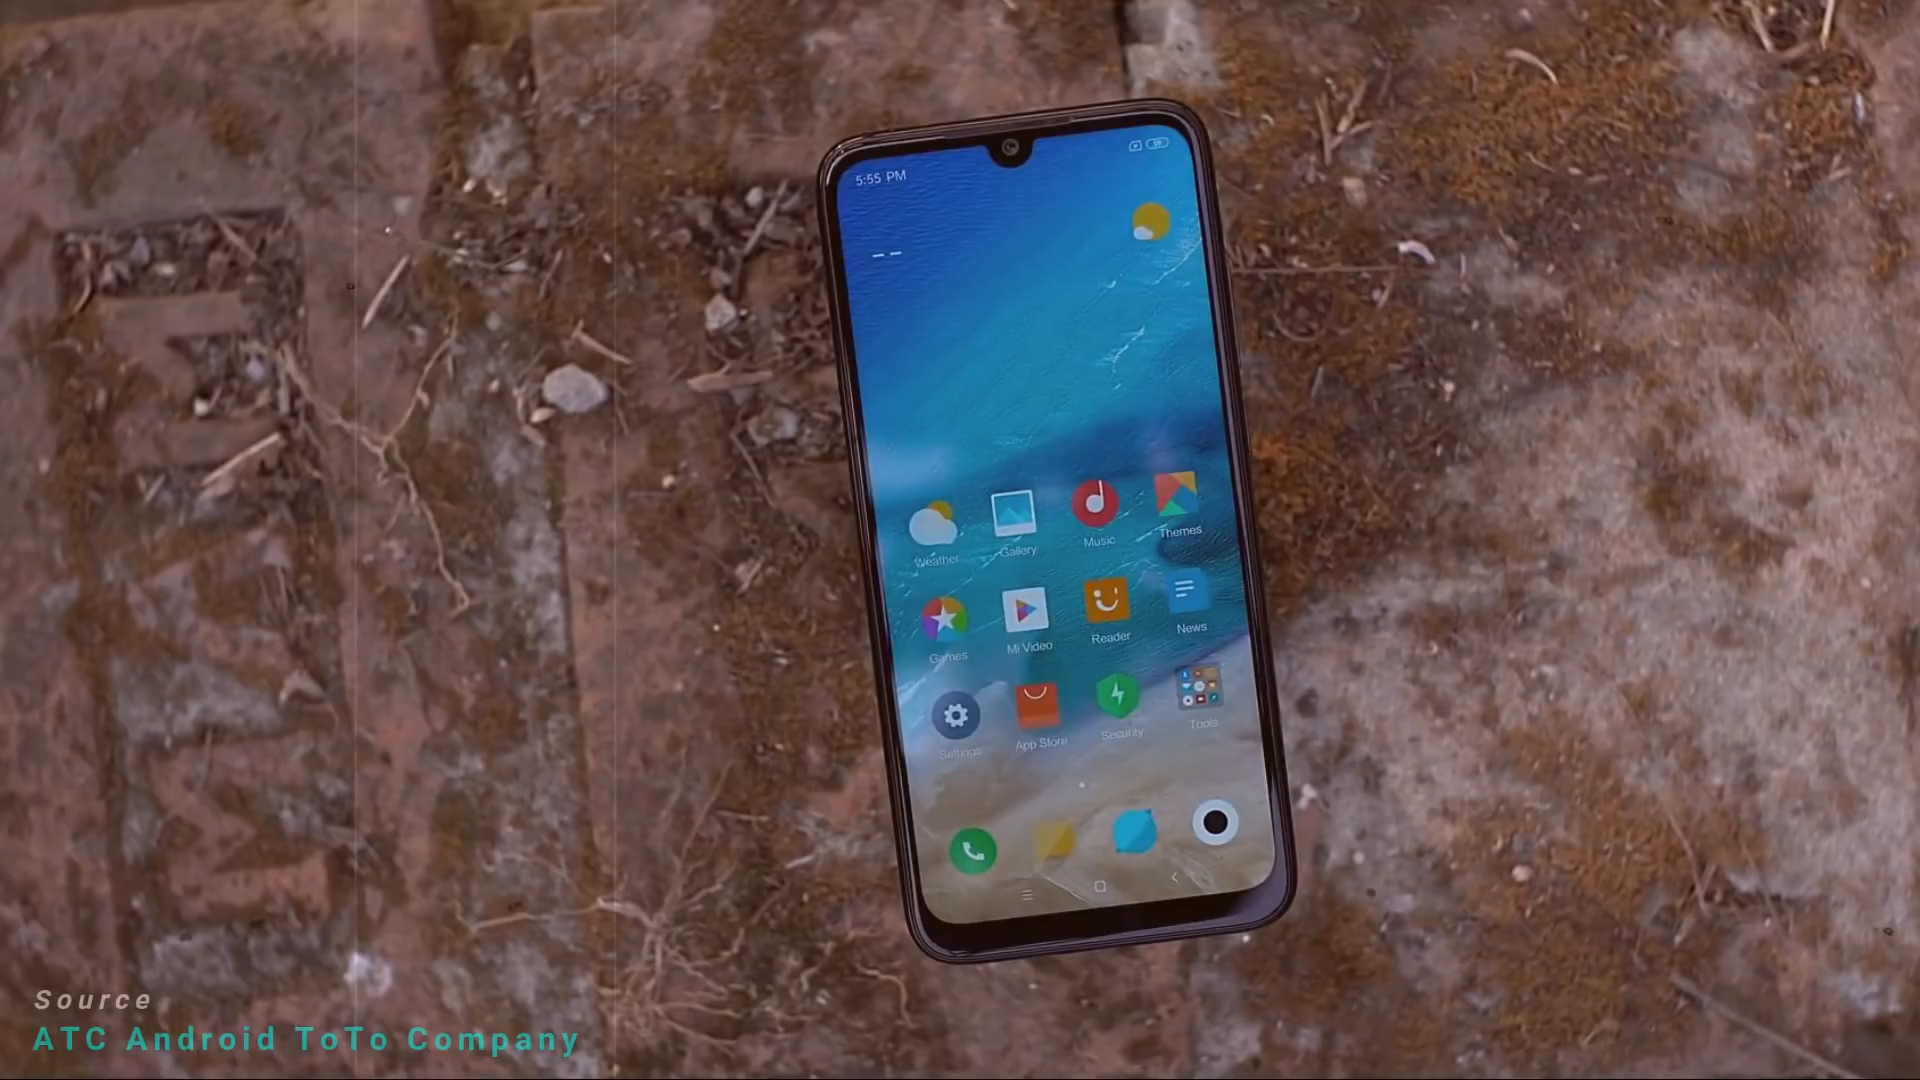 5:55 PM
Weather
Gallery
Music
Themes
Games
Mi Video
Reader
News
Settings
App Store
Security
Tools
Source
ATC Android ToTo Company